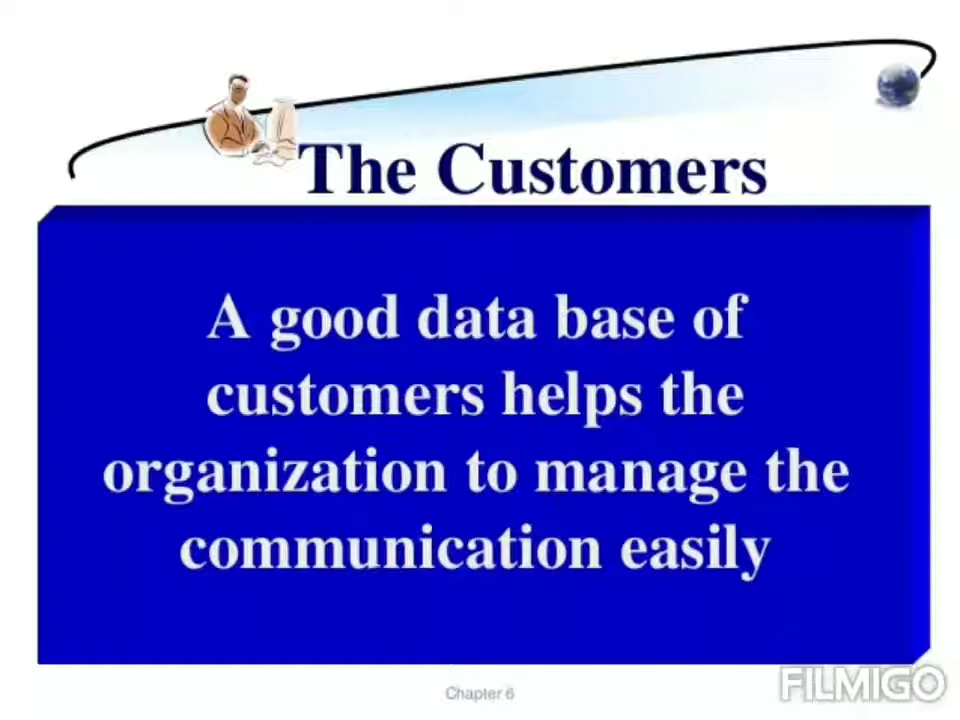 The Customers
A good data base of
customers helps the
organization to manage the
communication easily
Chapter 6
FILMIGO